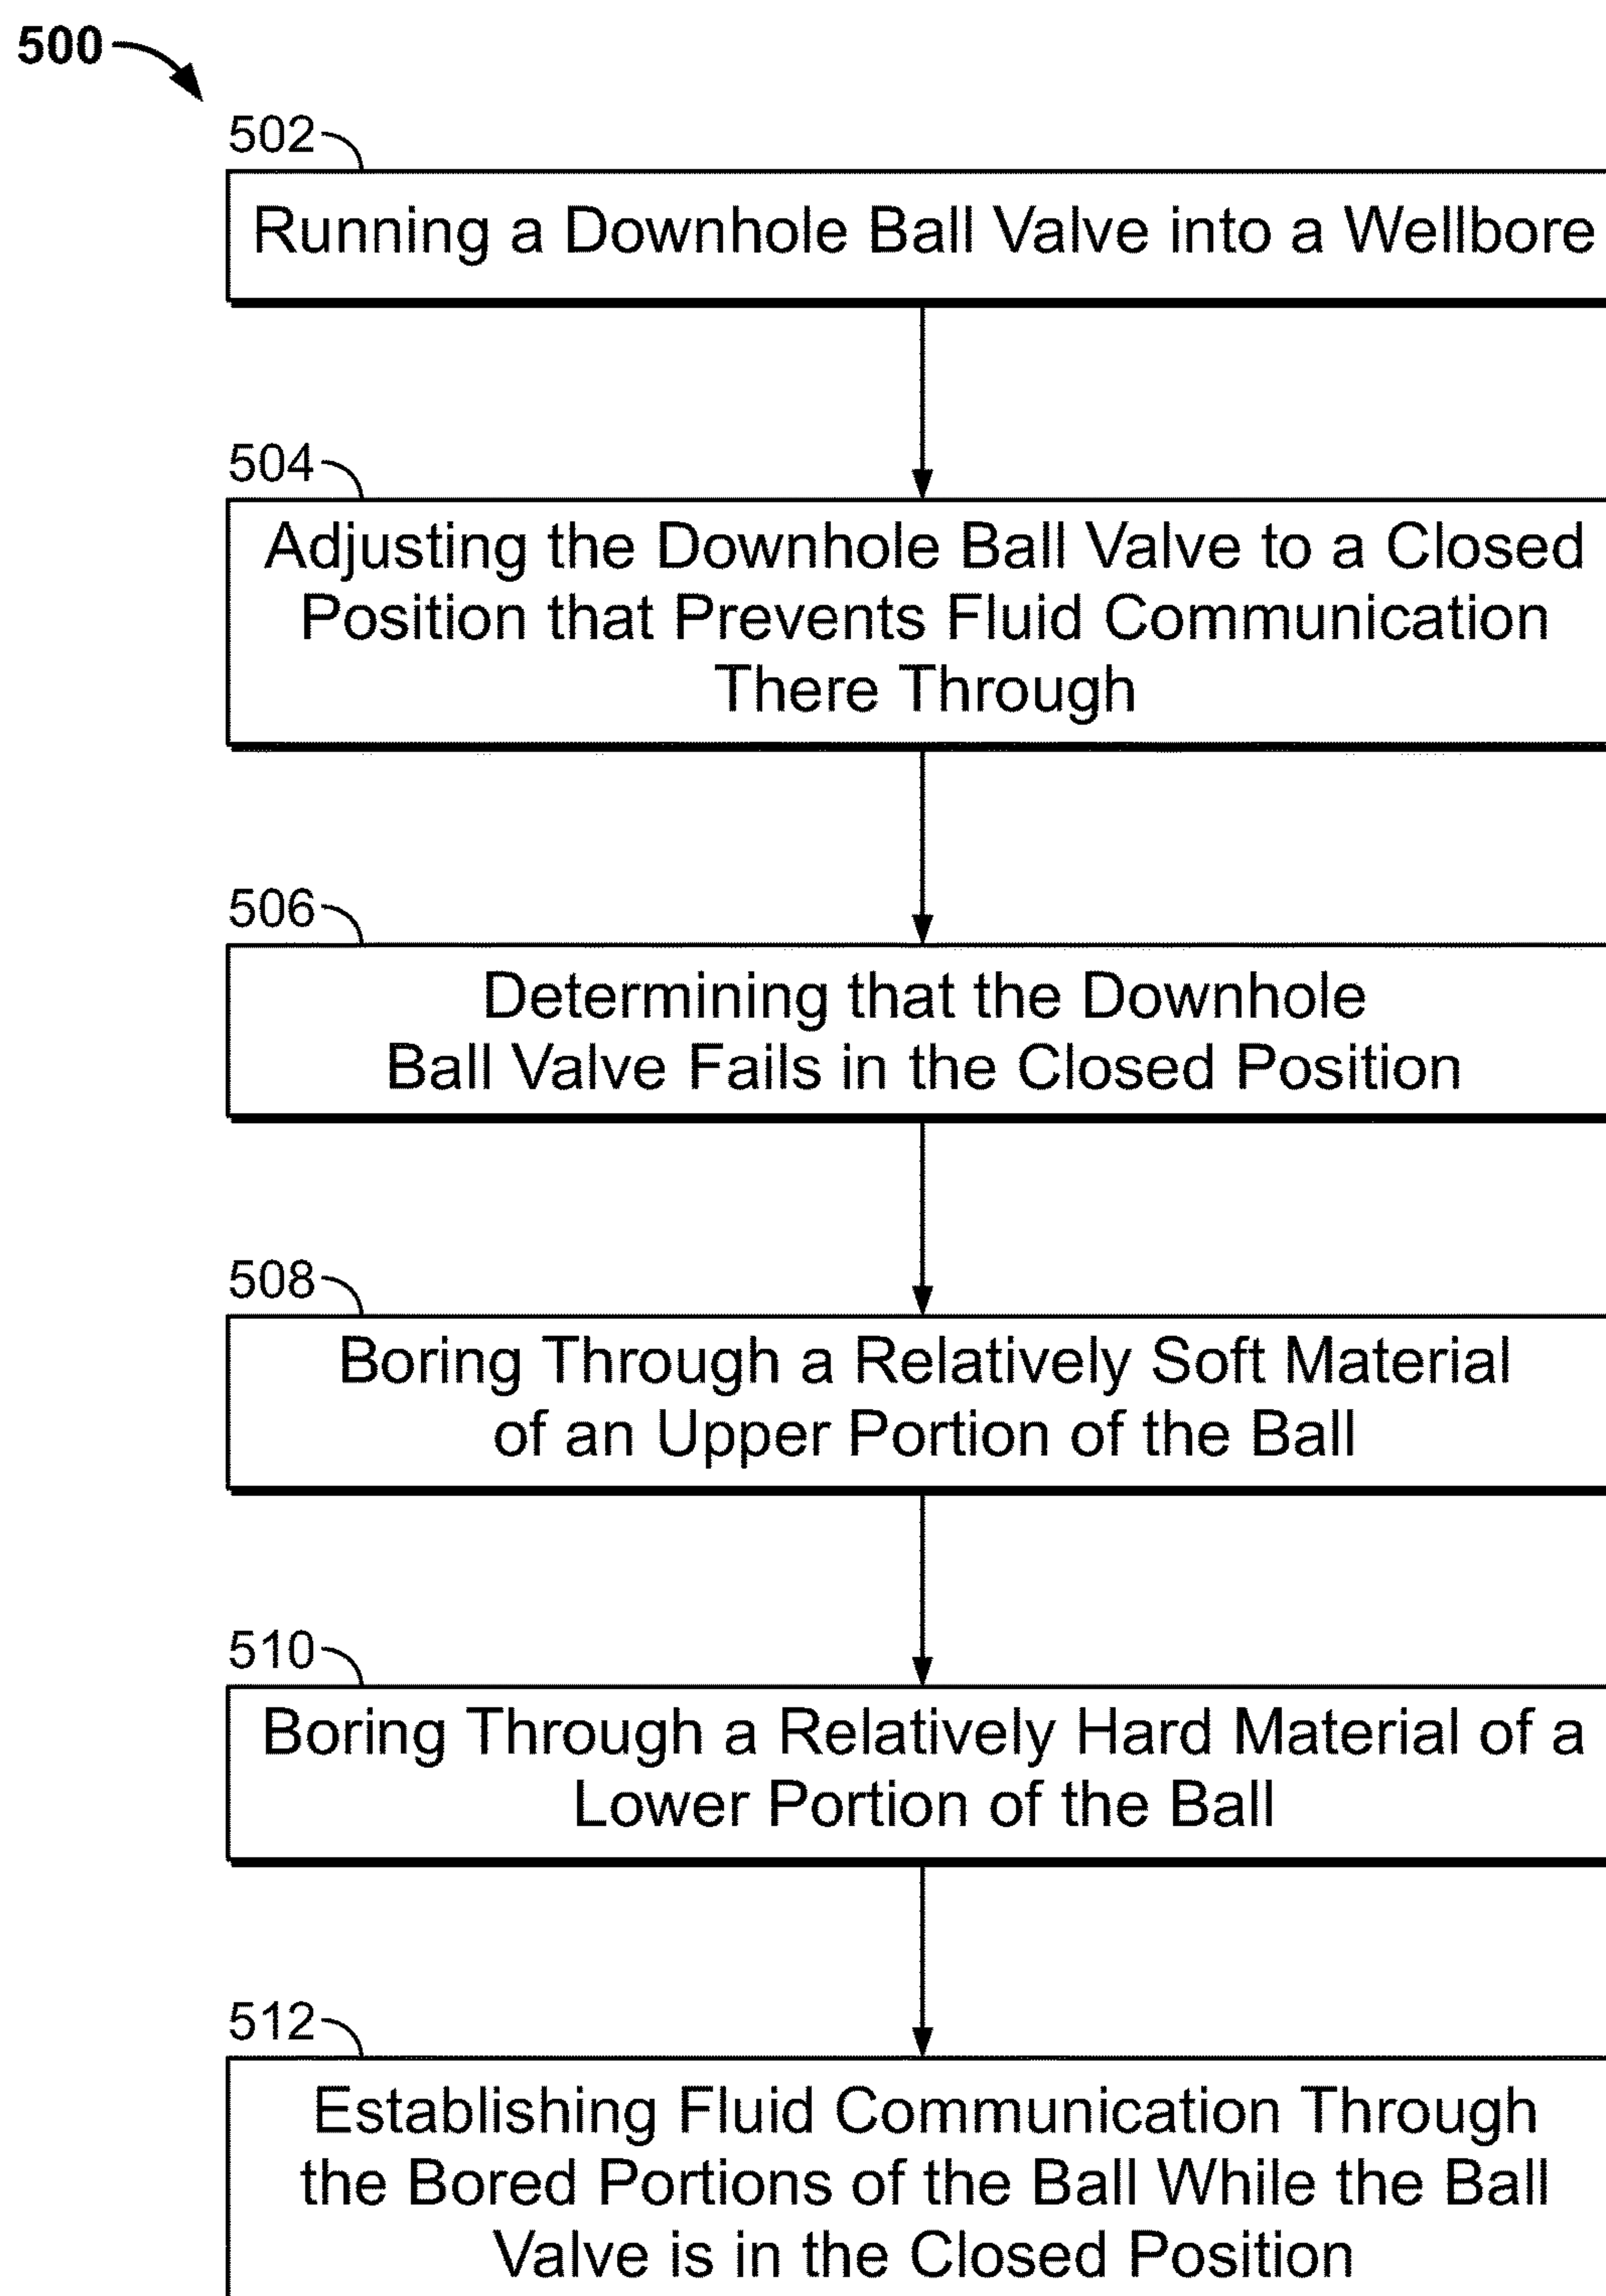 500
502
Running a Downhole Ball Valve into a Wellbore
504
Adjusting the Downhole Ball Valve to a Closed
Position that Prevents Fluid Communication
There Through
506
Determining that the Downhole
Ball Valve Fails in the Closed Position
508
Boring Through a Relatively Soft Material
of an Upper Portion of the Ball
510
Boring Through a Relatively Hard Material of a
Lower Portion of the Ball
512
Establishing Fluid Communication Through
the Bored Portions of the Ball While the Ball
Valve is in the Closed Position